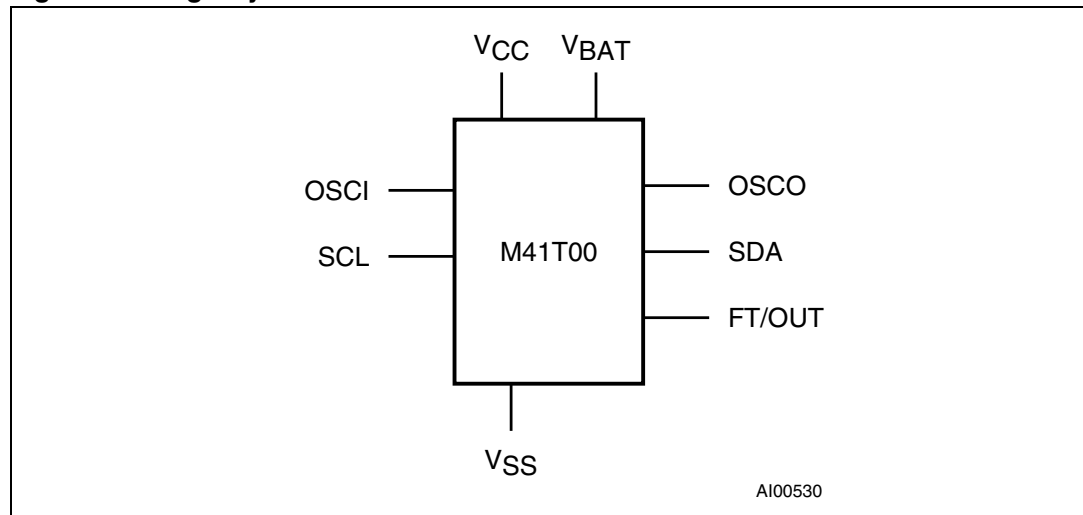 VCC VBAT
OSCI OSCO
M41T00
SCL SDA
FT/OUT
VSS
AI00530